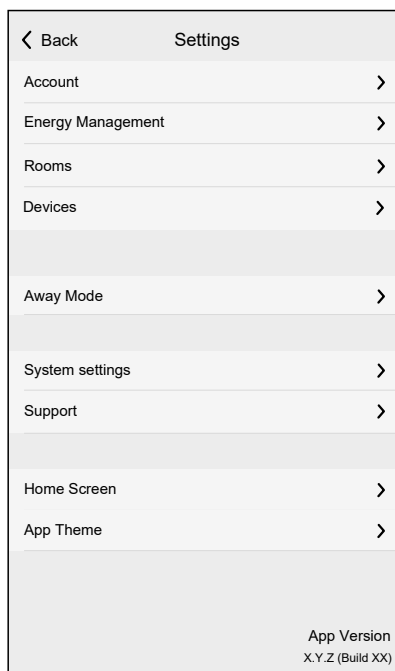 Back Settings
Account
Energy Management
Rooms
Devices
Away Mode
System settings
Support
Home Screen
App Theme
App Version
X.Y.Z (Build XX)